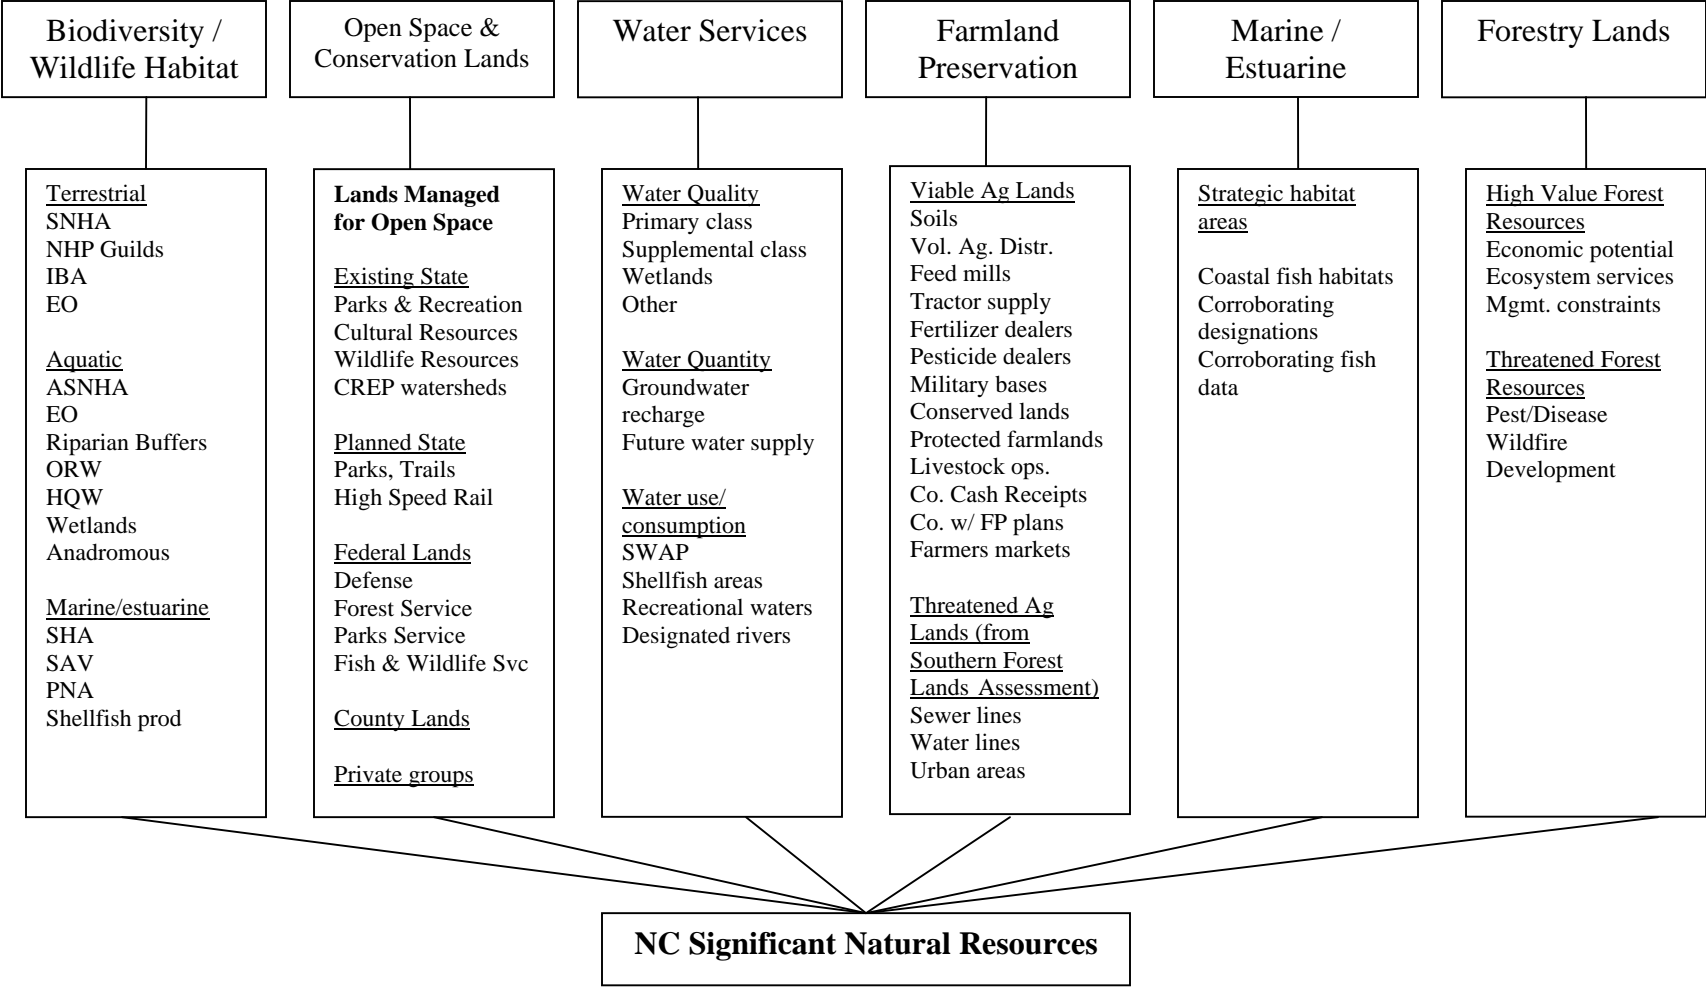 Biodiversity /
Wildlife Habitat
Open Space &
Conservation Lands
Water Services
Farmland
Preservation
Marine /
Estuarine
Forestry Lands
Terrestrial
SNHA
NHP Guilds
IBA
EO
Aquatic
ASNHA
EO
Riparian Buffers
ORW
HQW
Wetlands
Anadromous
Marine/estuarine
SHA
SAV
PNA
Shellfish prod
Lands Managed
for Open Space
Existing State
Parks & Recreation
Cultural Resources
Wildlife Resources
CREP watersheds
Planned State
Parks, Trails
High Speed Rail
Federal Lands
Defense
Forest Service
Parks Service
Fish & Wildlife Svc
County Lands
Private groups
Water Quality
Primary class
Supplemental class
Wetlands
Other
Water Quantity
Groundwater
recharge
Future water supply
Water use/
consumption
SWAP
Shellfish areas
Recreational waters
Designated rivers
Viable Ag Lands
Soils
Vol. Ag. Distr.
Feed mills
Tractor supply
Fertilizer dealers
Pesticide dealers
Military bases
Conserved lands
Protected farmlands
Livestock ops.
Co. Cash Receipts
Co. w/ FP plans
Farmers markets
Threatened Ag
Lands (from
Southern Forest
Lands Assessment)
Sewer lines
Water lines
Urban areas
Strategic habitat
areas
Coastal fish habitats
Corroborating
designations
Corroborating fish
data
High Value Forest
Resources
Economic potential
Ecosystem services
Mgmt. constraints
Threatened Forest
Resources
Pest/Disease
Wildfire
Development
NC Significant Natural Resources